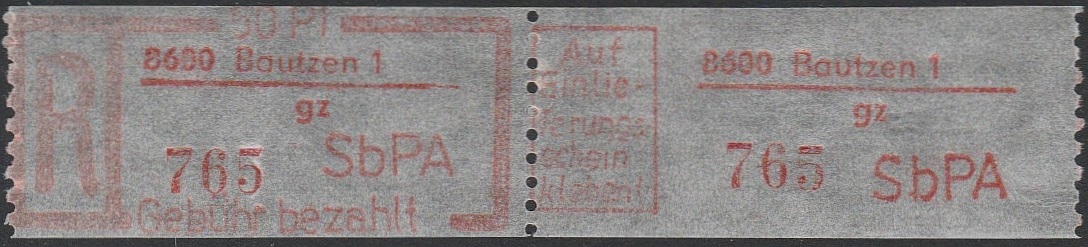 50 Pf
R
8600 Bautzen 1
gz
765
SbPA
Gebühr bezahlt
Auf
Einlie-
ferungs-
schein
kleben!
8600 Bautzen 1
gz
765
SbPA